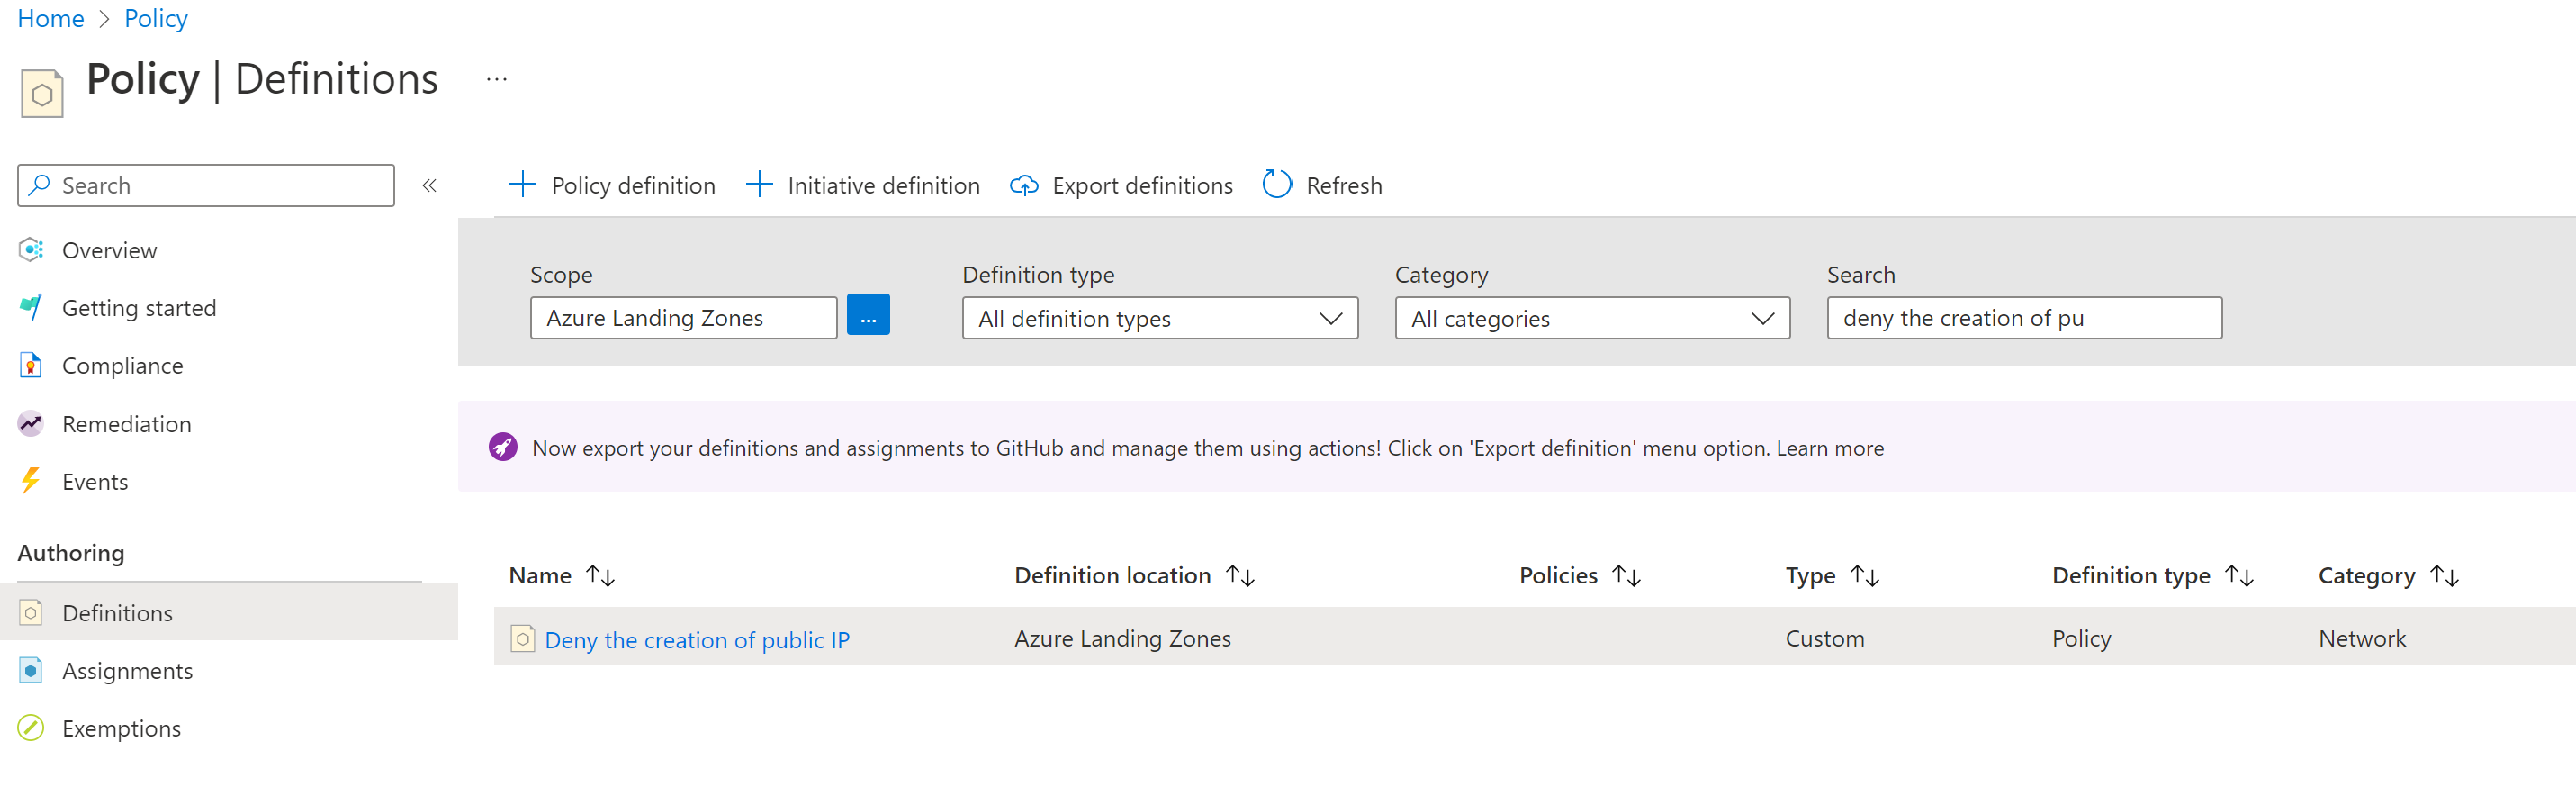 Home > Policy
Policy | Definitions ...
Search «
Overview
Getting started
Compliance
Remediation
Events
Authoring
Definitions
Assignments
Exemptions
+ Policy definition + Initiative definition Export definitions Refresh
Scope Definition type Category Search
Azure Landing Zones ... All definition types All categories deny the creation of pu
Now export your definitions and assignments to GitHub and manage them using actions! Click on 'Export definition' menu option. Learn more
Name ↑↓ Definition location ↑↓ Policies ↑↓ Type ↑↓ Definition type ↑↓ Category ↑↓
Deny the creation of public IP Azure Landing Zones Custom Policy Network